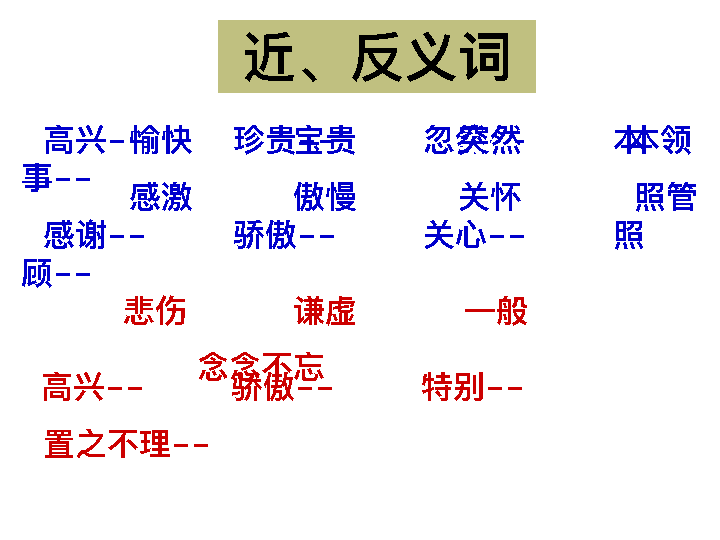 近、反义词
高兴--愉快 珍贵--宝贵 忽然--突然 本事--本领
感激 傲慢 关怀 照管
感谢-- 骄傲-- 关心-- 照顾--
悲伤 谦虚 一般
念念不忘
高兴-- 骄傲-- 特别--
置之不理--